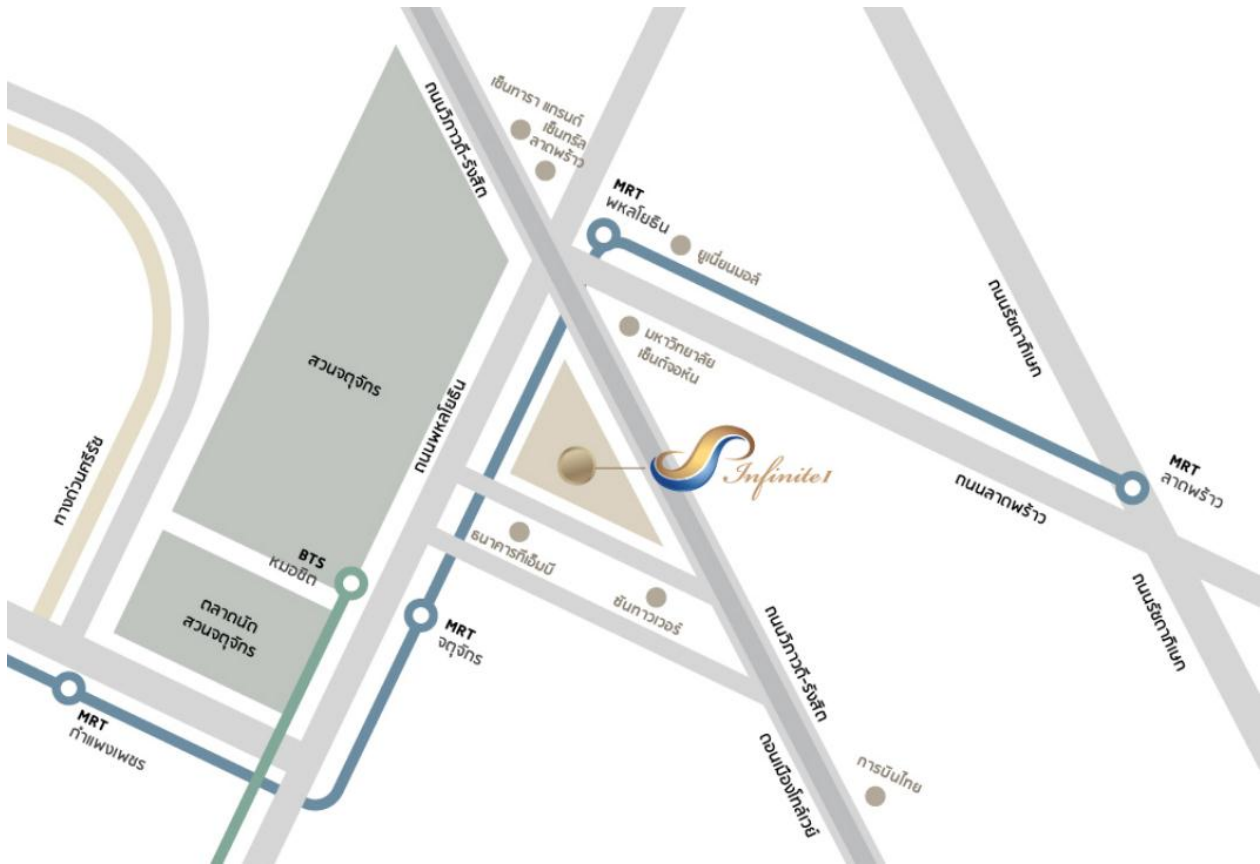 เซ็นทารา แกรนด์
เซ็นทรัล
ลาดพร้าว
ถนนวิภาวดี-รังสิต
MRT
พหลโยธิน
ยูเนี่ยนมอล์
ถนนรัชดาภิเษก
มหาวิทยาลัย
เซ็นต์จอห์น
สวนจตุจักร
ถนนพหลโยธิน
Infinite1
MRT
ลาดพร้าว
ถนนลาดพร้าว
ทางด่วนศรีรัช
ธนาคารทีเอ็มบี
BTS
หมอชิต
ซันทาวเวอร์
ตลาดนัด
สวนจตุจักร
MRT
จตุจักร
ถนนรัชดาภิเษก
ถนนวิภาวดี-รังสิต
MRT
กำแพงเพชร
ดอนเมืองโทล์เวย์
การบินไทย